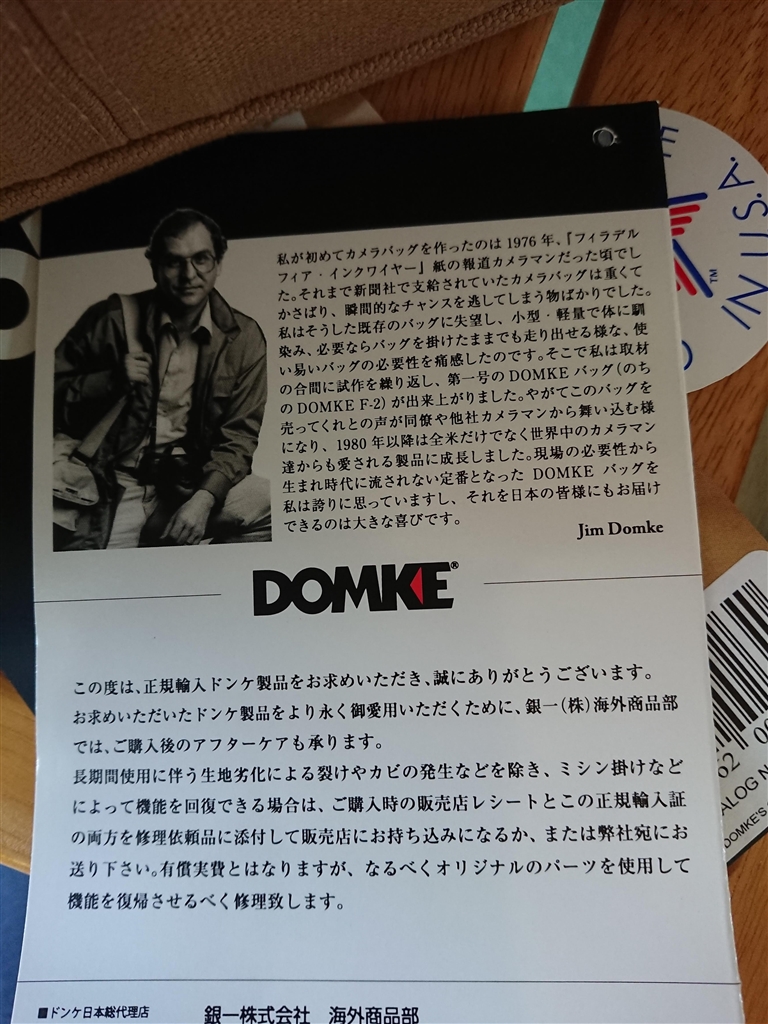 私が初めてカメラバッグを作ったのは1976年、『フィラデル
フィア・インクワイヤー』紙の報道カメラマンだった頃でし
た。それまで新聞社で支給されていたカメラバッグは重くて
かさばり、瞬間的なチャンスを逃してしまう物ばかりでした。
私はそうした既存のバッグに失望し、小型・軽量で体に馴
染み、必要ならバッグを掛けたままでも走り出せる様な、使
い易いバッグの必要性を痛感したのです。そこで私は取材
の合間に試作を繰り返し、第一号のDOMKEバッグ(のち
のDOMKE F-2)が出来上がりました。やがてこのバッグを
売ってくれとの声が同僚や他社カメラマンから舞い込む様
になり、1980年以降は全米だけでなく世界中のカメラマン
達からも愛される製品に成長しました。現場の必要性から
生まれ時代に流されない定番となった DOMKE バッグを
私は誇りに思っていますし、それを日本の皆様にもお届け
できるのは大きな喜びです。
Jim Domke
DOMKE®
この度は、正規輸入ドンケ製品をお求めいただき、誠にありがとうございます。
お求めいただいたドンケ製品をより永く御愛用いただくために、銀一(株)海外商品部
では、ご購入後のアフターケアも承ります。
長期間使用に伴う生地劣化による裂けやカビの発生などを除き、ミシン掛けなど
によって機能を回復できる場合は、ご購入時の販売店レシートとこの正規輸入証
の両方を修理依頼品に添付して販売店にお持ち込みになるか、または弊社宛にお
送り下さい。有償実費とはなりますが、なるべくオリジナルのパーツを使用して
機能を復帰させるべく修理致します。
■ドンケ日本総代理店 銀一株式会社 海外商品部
IN U.S.A.
TM
62 0
ALOG N
DOMKE'S